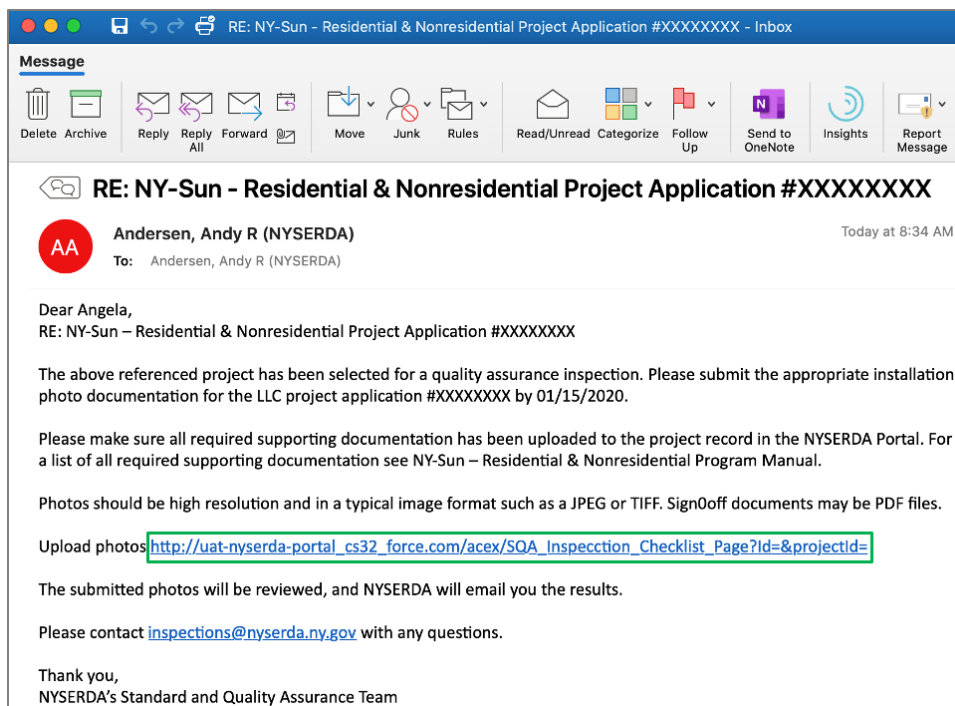 RE: NY-Sun - Residential & Nonresidential Project Application #XXXXXXXX - Inbox
Message
Delete Archive Reply Reply All Forward Move Junk Rules Read/Unread Categorize Follow Up Send to OneNote Insights Report Message
N
RE: NY-Sun - Residential & Nonresidential Project Application #XXXXXXXX
AA
Andersen, Andy R (NYSERDA)
Today at 8:34 AM
To: Andersen, Andy R (NYSERDA)
Dear Angela,
RE: NY-Sun – Residential & Nonresidential Project Application #XXXXXXXX
The above referenced project has been selected for a quality assurance inspection. Please submit the appropriate installation
photo documentation for the LLC project application #XXXXXXXX by 01/15/2020.
Please make sure all required supporting documentation has been uploaded to the project record in the NYSERDA Portal. For
a list of all required supporting documentation see NY-Sun – Residential & Nonresidential Program Manual.
Photos should be high resolution and in a typical image format such as a JPEG or TIFF. Sign0off documents may be PDF files.
Upload photos http://uat-nyserda-portal_cs32_force.com/acex/SQA_Inspecction_Checklist_Page?Id=&projectId=
The submitted photos will be reviewed, and NYSERDA will email you the results.
Please contact inspections@nyserda.ny.gov with any questions.
Thank you,
NYSERDA's Standard and Quality Assurance Team